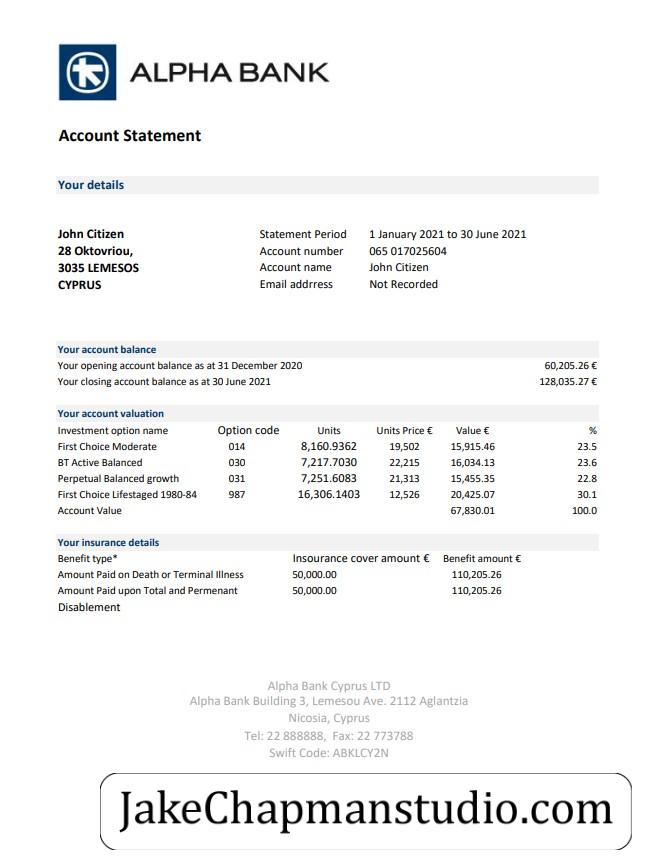 ALPHA BANK
Account Statement
Your details
John Citizen Statement Period 1 January 2021 to 30 June 2021
28 Oktovriou, Account number 065 017025604
3035 LEMESOS Account name John Citizen
CYPRUS Email addrress Not Recorded
Your account balance
Your opening account balance as at 31 December 2020 60,205.26 €
Your closing account balance as at 30 June 2021 128,035.27 €
Your account valuation
Investment option name Option code Units Units Price € Value € %
First Choice Moderate 014 8,160.9362 19,502 15,915.46 23.5
BT Active Balanced 030 7,217.7030 22,215 16,034.13 23.6
Perpetual Balanced growth 031 7,251.6083 21,313 15,455.35 22.8
First Choice Lifestaged 1980-84 987 16,306.1403 12,526 20,425.07 30.1
Account Value 67,830.01 100.0
Your insurance details
Benefit type* Insourance cover amount € Benefit amount €
Amount Paid on Death or Terminal Illness 50,000.00 110,205.26
Amount Paid upon Total and Permenant 50,000.00 110,205.26
Disablement
Alpha Bank Cyprus LTD
Alpha Bank Building 3, Lemesou Ave. 2112 Aglantzia
Nicosia, Cyprus
Tel: 22 888888, Fax: 22 773788
Swift Code: ABKLCY2N
JakeChapmanstudio.com